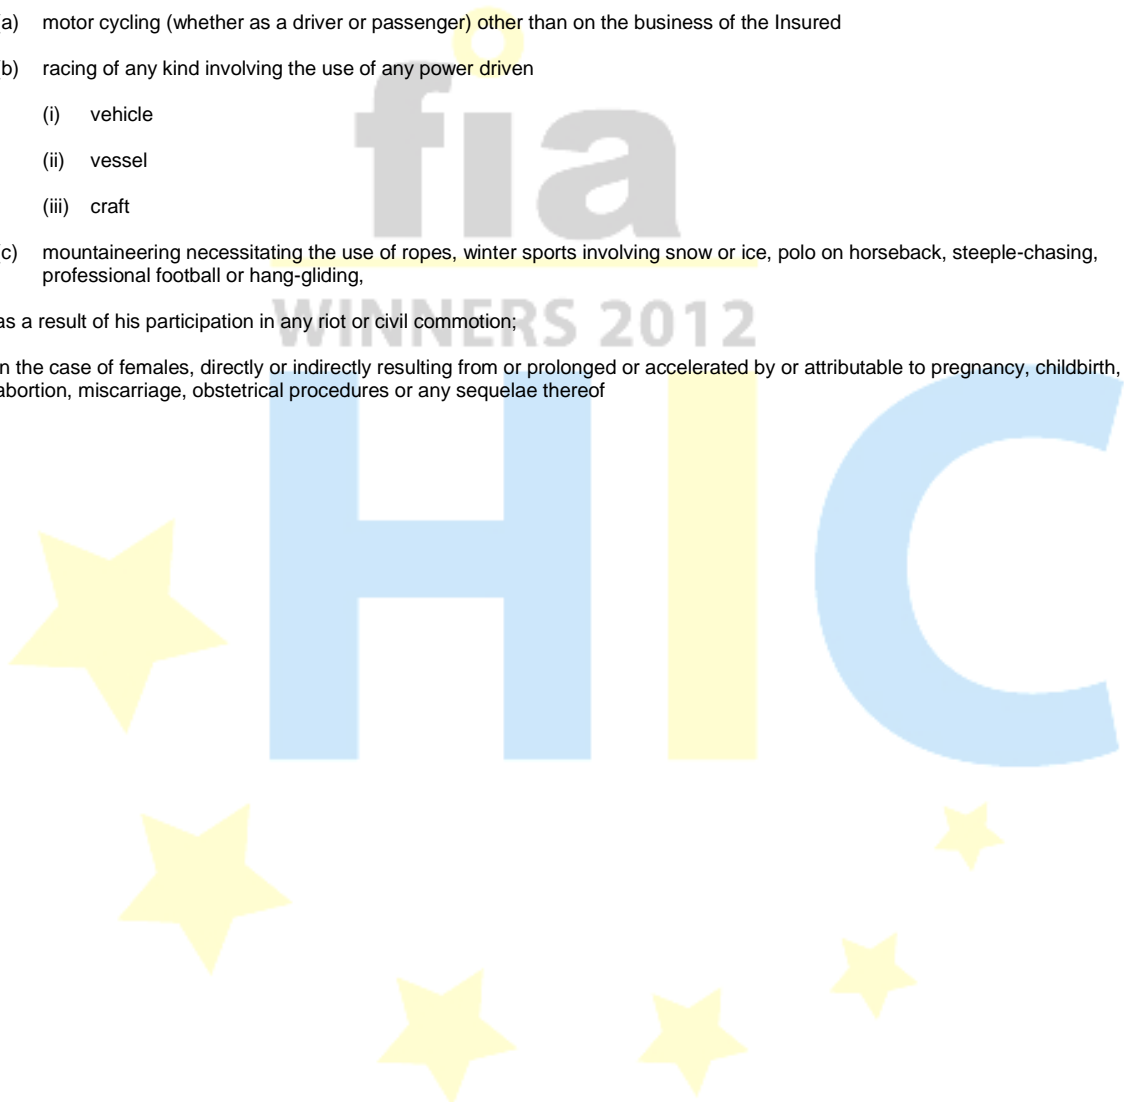 a) motor cycling (whether as a driver or passenger) other than on the business of the Insured
b) racing of any kind involving the use of any power driven
(i) vehicle
(ii) vessel
(iii) craft
c) mountaineering necessitating the use of ropes, winter sports involving snow or ice, polo on horseback, steeple-chasing,
professional football or hang-gliding,
as a result of his participation in any riot or civil commotion;
n the case of females, directly or indirectly resulting from or prolonged or accelerated by or attributable to pregnancy, childbirth,
abortion, miscarriage, obstetrical procedures or any sequelae thereof
fia
WINNERS 2012
HIC